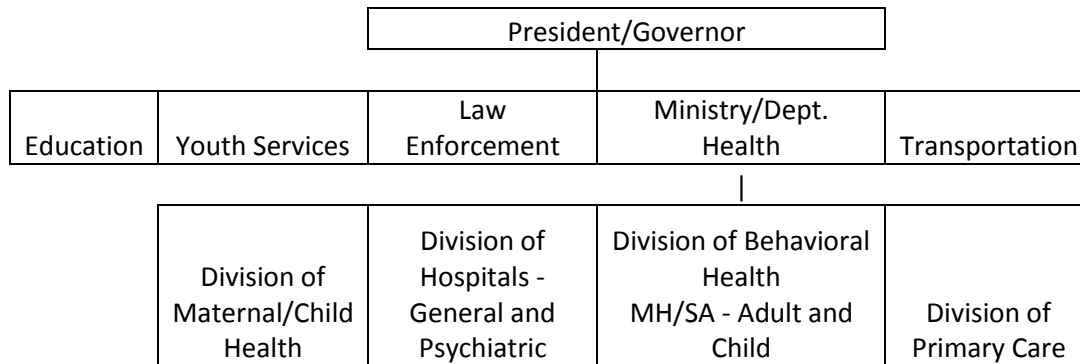 President/Governor
Education
Youth Services
Law
Enforcement
Ministry/Dept.
Health
Transportation
|
Division of
Maternal/Child
Health
Division of
Hospitals -
General and
Psychiatric
Division of Behavioral
Health
MH/SA - Adult and
Child
Division of
Primary Care